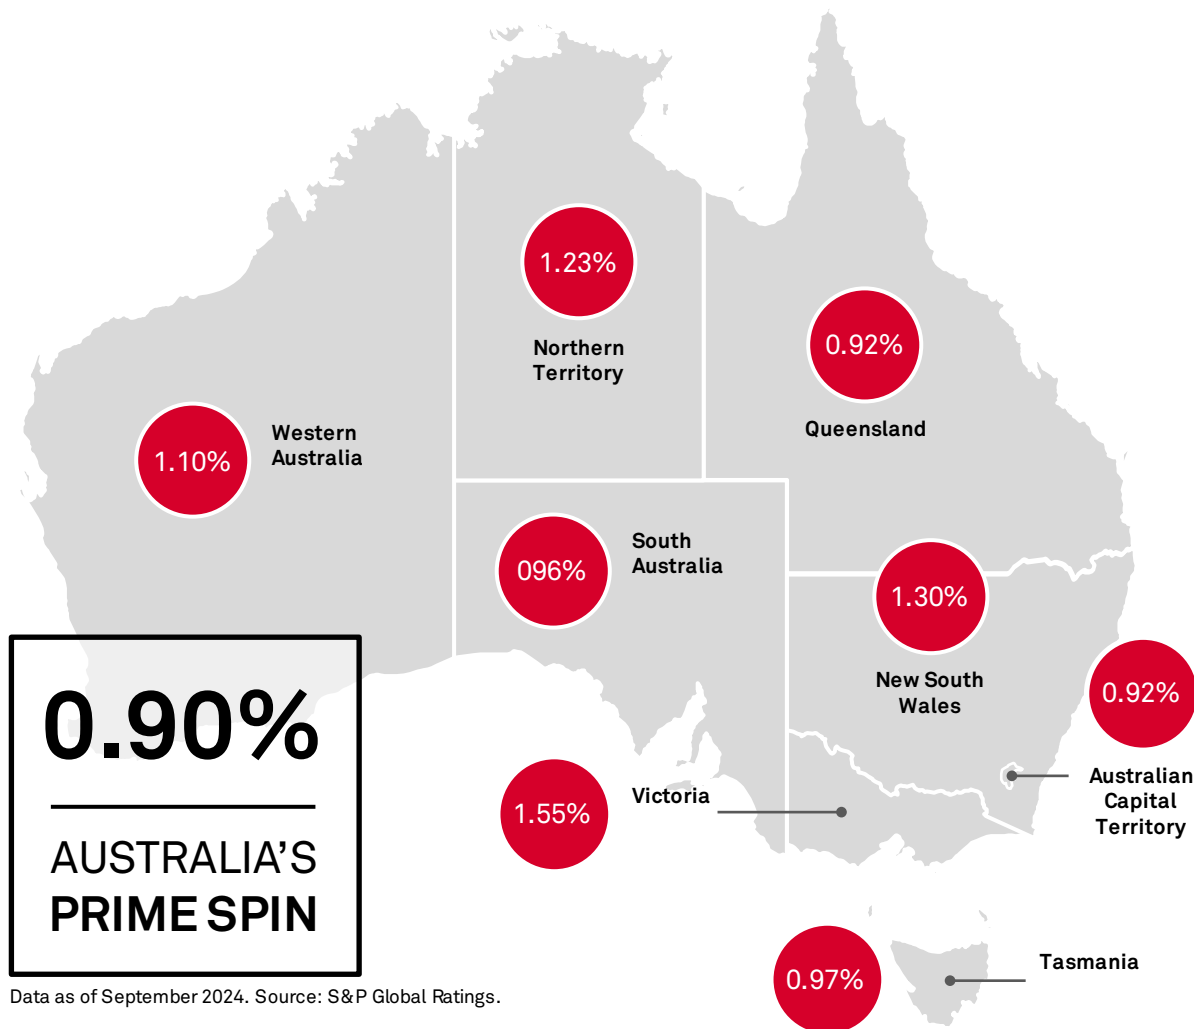 1.23%
Northern
Territory
0.92%
Queensland
1.10%
Western
Australia
096%
South
Australia
1.30%
New South
Wales
0.92%
Australian
Capital
Territory
1.55%
Victoria
0.97%
Tasmania
0.90%
AUSTRALIA’S
PRIME SPIN
Data as of September 2024. Source: S&P Global Ratings.